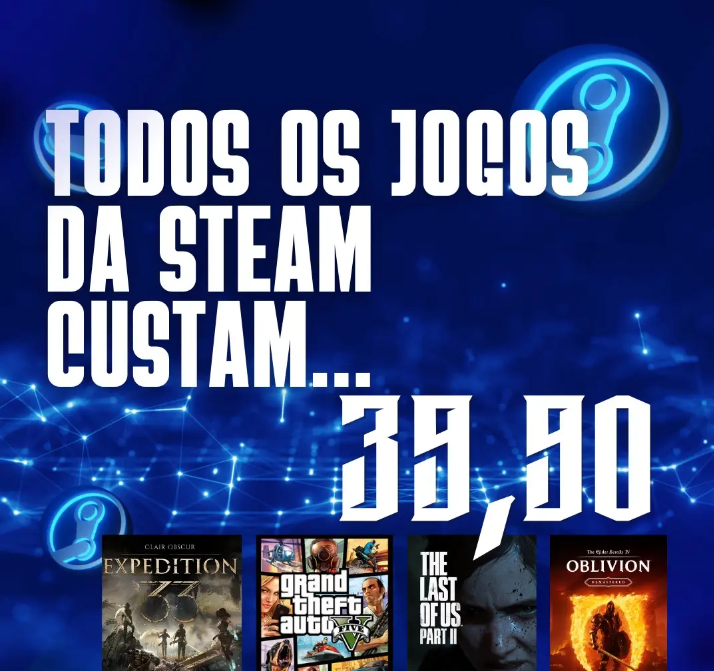 TODOS OS JOGOS
DA STEAM
CUSTAM...
39,90
CLAIR OBSCUR
EXPEDITION
33
grand
theft
auto
FIVE
THE
LAST
OF US
PART II
The Elder Scrolls IV
OBLIVION
REMASTERED